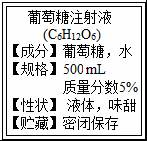 葡萄糖注射液
(C6H12O6)
【成分】葡萄糖，水
【规格】500 mL
质量分数5%
【性状】 液体，味甜
【贮藏】密闭保存